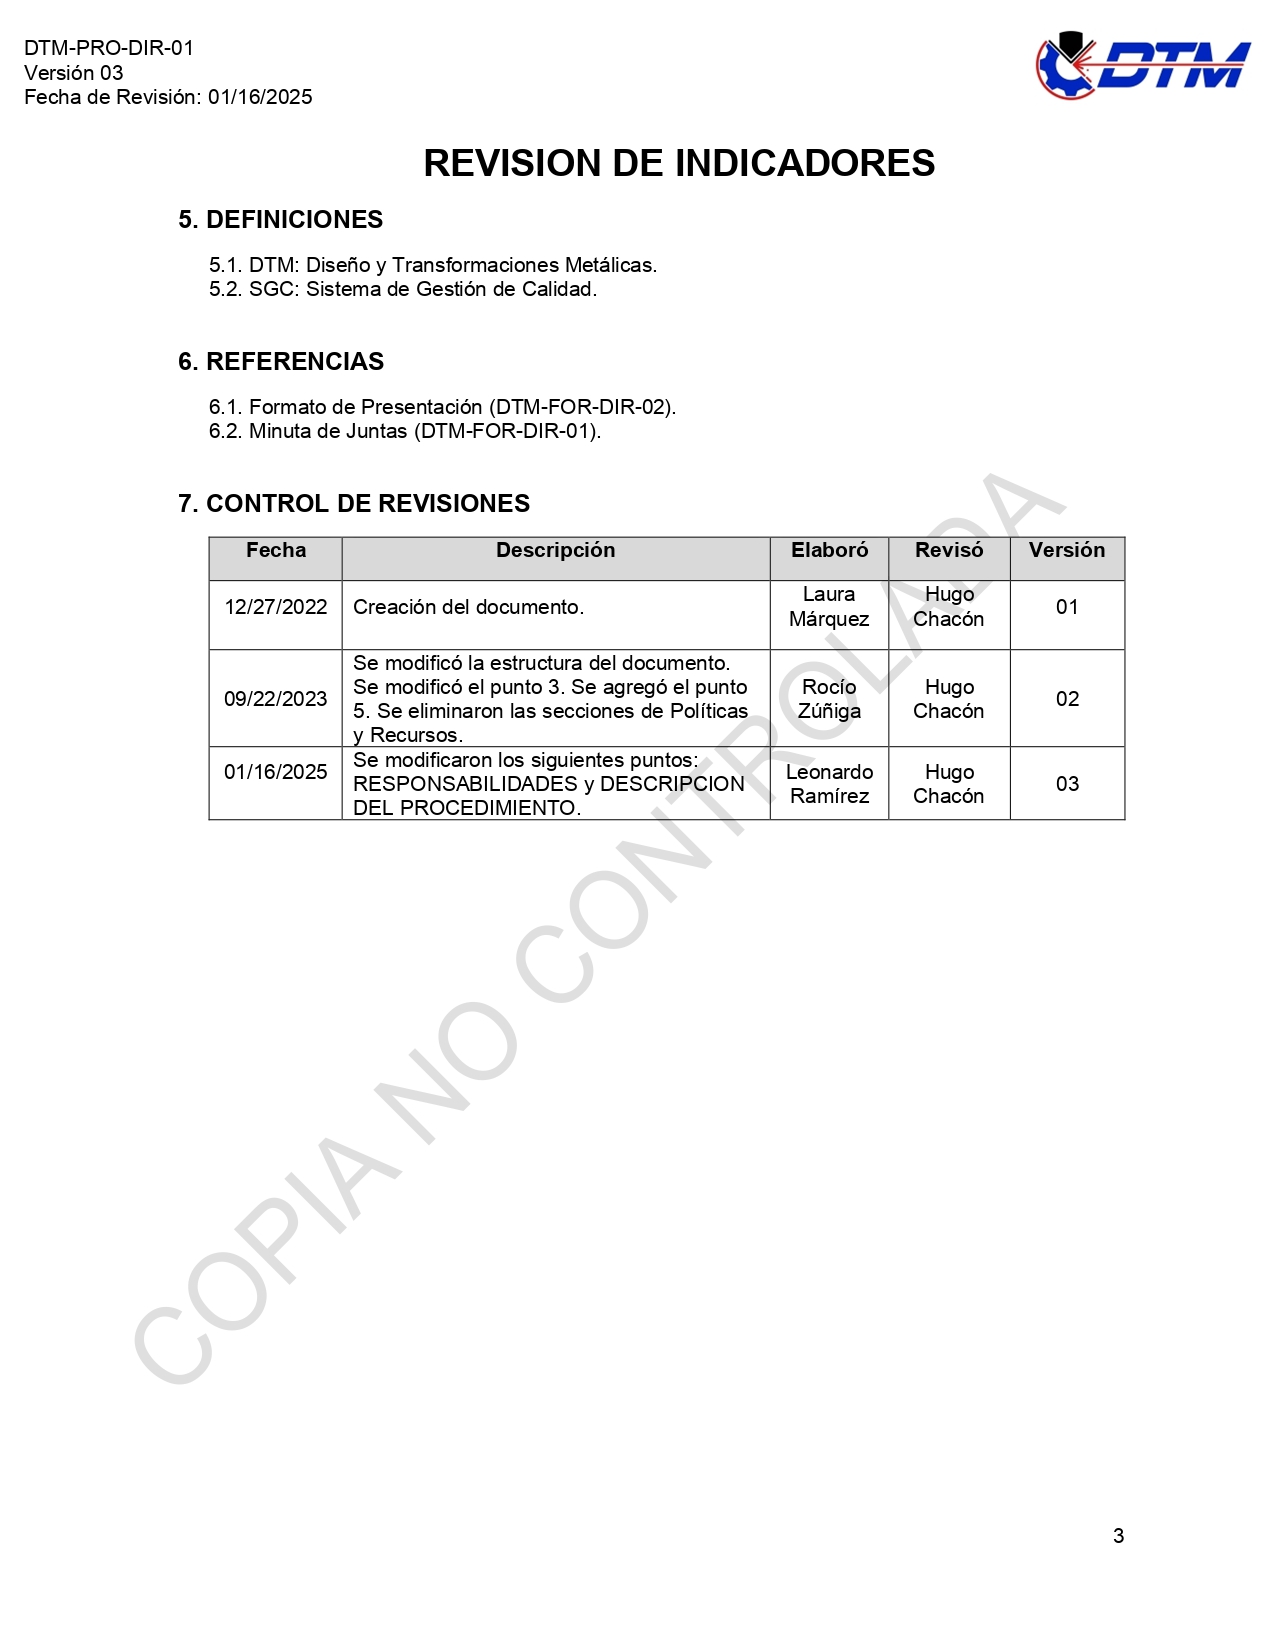 DTM-PRO-DIR-01
Versión 03
Fecha de Revisión: 01/16/2025
DTM
REVISION DE INDICADORES
5. DEFINICIONES
5.1. DTM: Diseño y Transformaciones Metálicas.
5.2. SGC: Sistema de Gestión de Calidad.
6. REFERENCIAS
6.1. Formato de Presentación (DTM-FOR-DIR-02).
6.2. Minuta de Juntas (DTM-FOR-DIR-01).
7. CONTROL DE REVISIONES
Fecha Descripción Elaboró Revisó Versión
12/27/2022 Creación del documento. Laura Márquez Hugo Chacón 01
09/22/2023 Se modificó la estructura del documento.
Se modificó el punto 3. Se agregó el punto
5. Se eliminaron las secciones de Políticas
y Recursos. Rocío Zúñiga Hugo Chacón 02
01/16/2025 Se modificaron los siguientes puntos:
RESPONSABILIDADES y DESCRIPCION
DEL PROCEDIMIENTO. Leonardo Ramírez Hugo Chacón 03
COPIA NO CONTROLADA
3